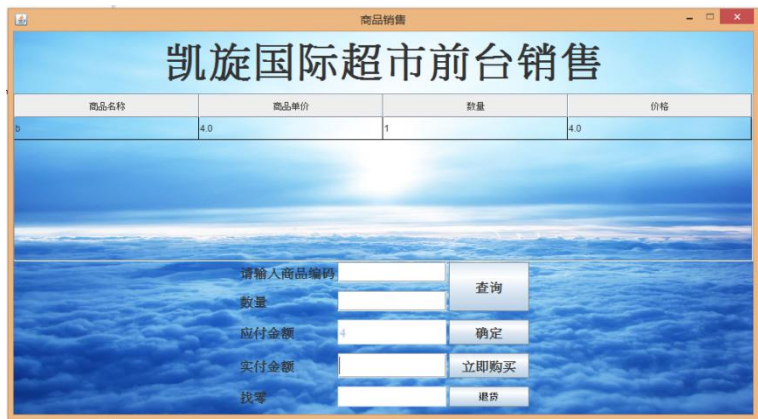 商品销售
凯旋国际超市前台销售
商品名称 商品单价 数量 价格
b 4.0 1 4.0
请输入商品编码
数量 查询
应付金额 4 确定
实付金额 立即购买
找零 退货